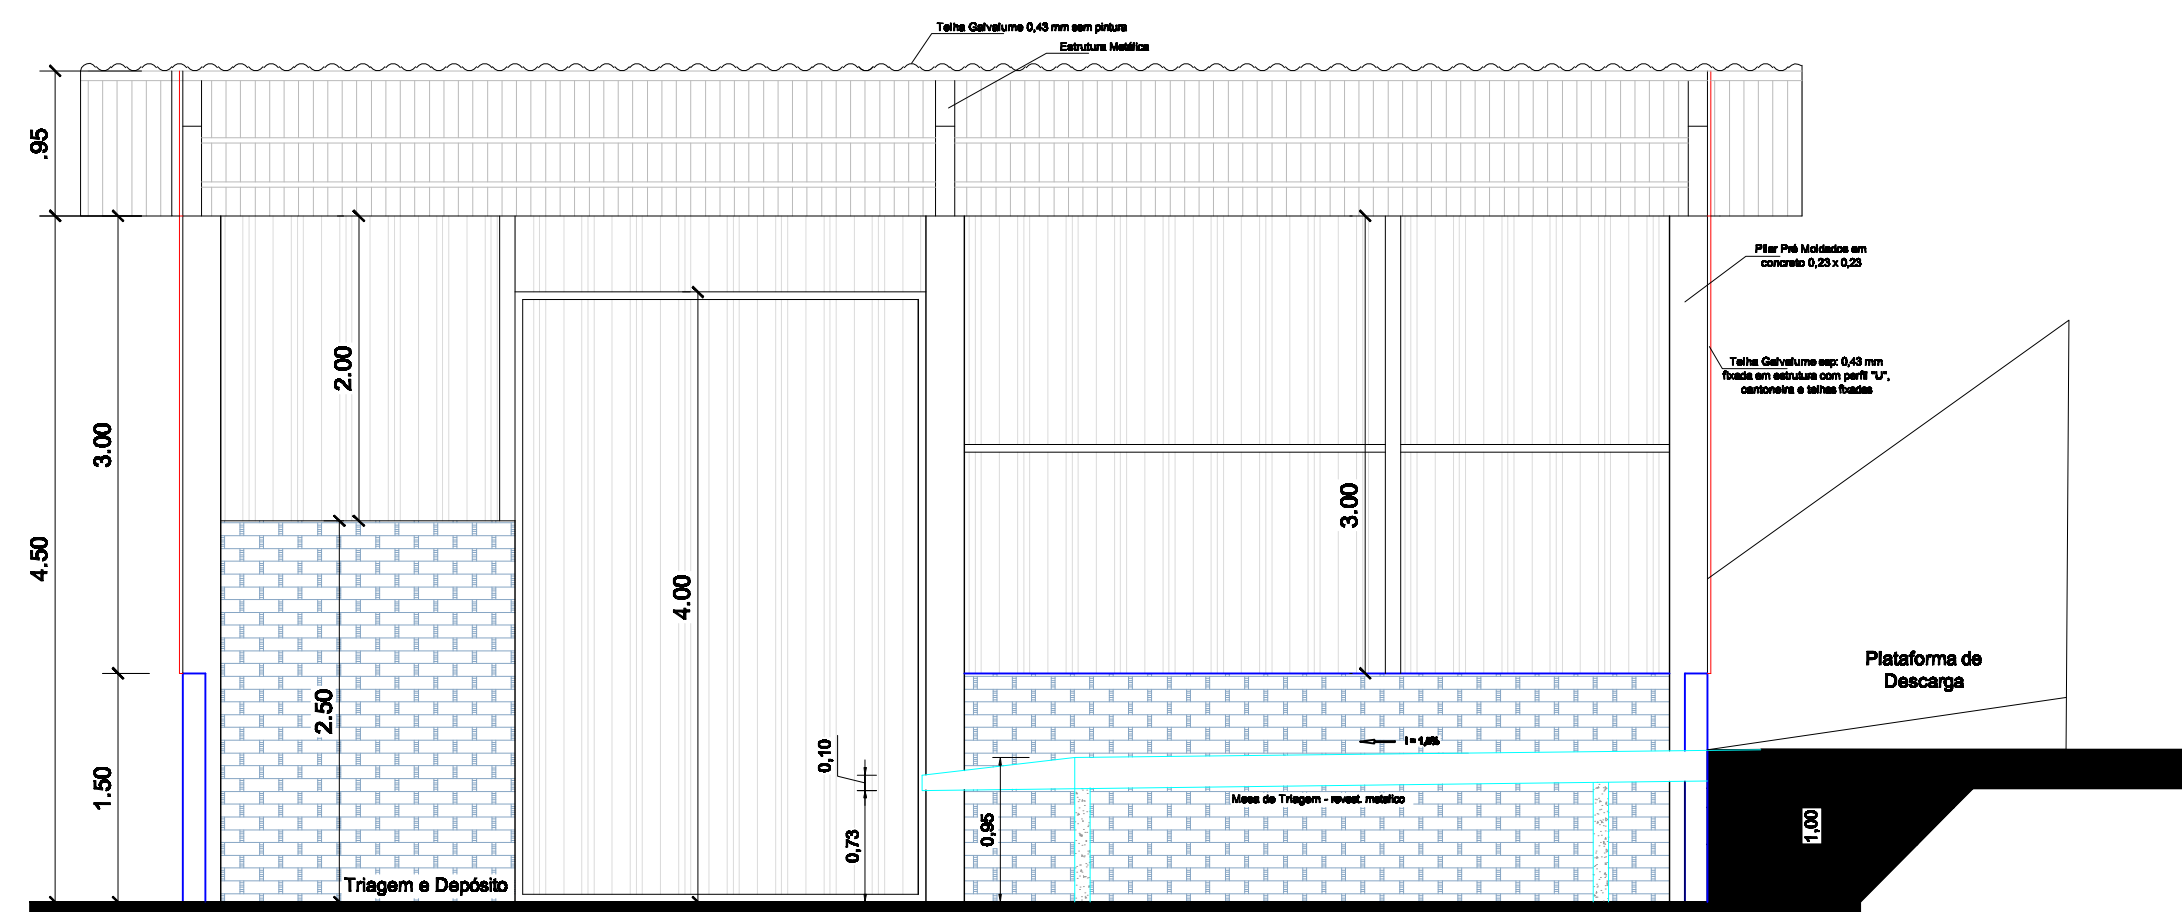 Telha Galvalume 0,43 mm sem pintura
Estrutura Metálica
.95
Pilar Pré Moldados em
concreto 0,23 x 0,23
2.00
Telha Galvalume esp: 0,43 mm
fixada em estrutura com perfil "U",
cantoneira e telhas fixadas
3.00
3.00
4.50
4.00
Plataforma de
Descarga
2.50
0,10
1.50
Mesa de Triagem - revest. metalico
0,73
0,95
1,00
Triagem e Depósito